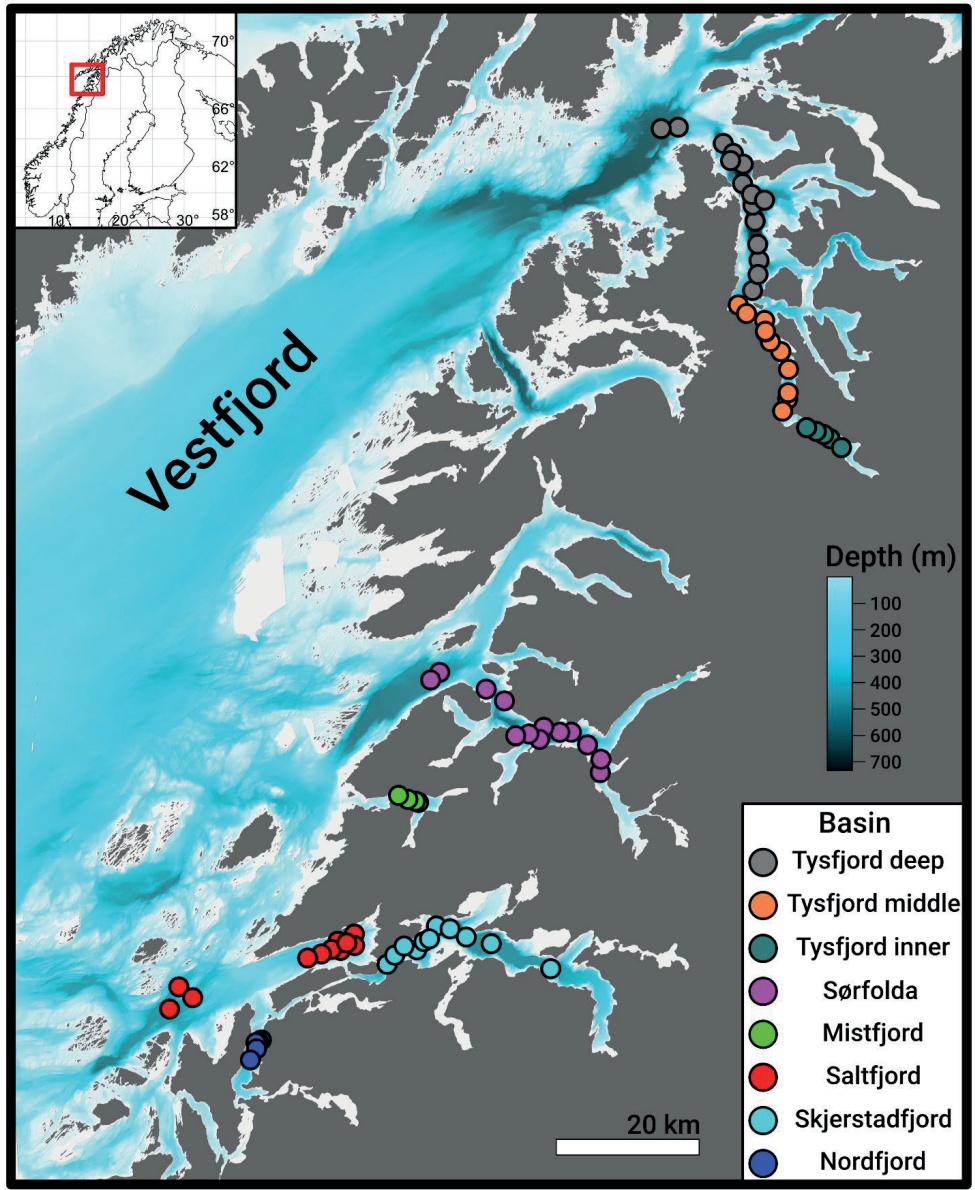 70°
66°
62°
58°
10°
20°
30°
Vestfjord
Depth (m)
100
200
300
400
500
600
700
Basin
Tysfjord deep
Tysfjord middle
Tysfjord inner
Sørfolda
Mistfjord
Saltfjord
Skjerstadfjord
Nordfjord
20 km